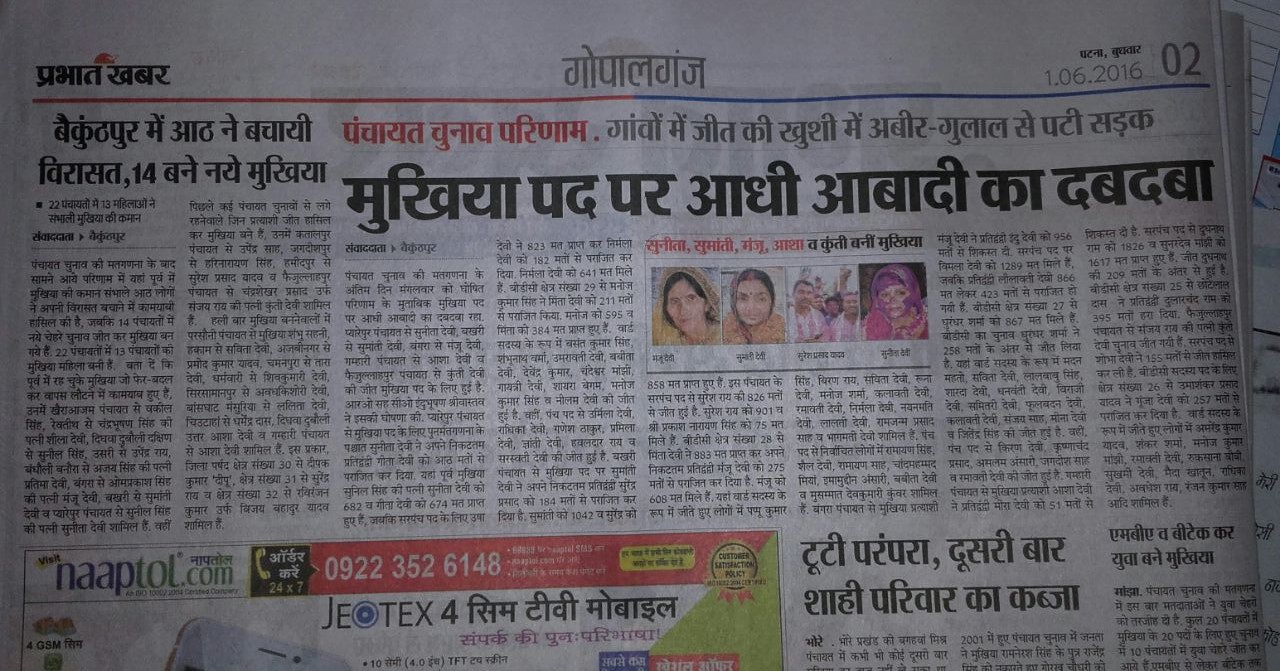 प्रभात खबर
गोपालगंज
पटना, बुधवार
1.06.2016
02
बैकुंठपुर में आठ ने बचायी
विरासत,14 बने नये मुखिया
22 पंचायतों में 13 महिलाओं ने
संभाली मुखिया की कमान
संवाददाता बैकुंठपुर
पंचायत चुनाव की मतगणना के बाद
सामने आये परिणाम में यहां पूर्व में
मुखिया की कमान संभाले आठ लोगों
ने अपनी विरासत बचाने में कामयाबी
हासिल की है, जबकि 14 पंचायतों में
नये चेहरे चुनाव जीत कर मुखिया बन
गये हैं. 22 पंचायतों में 13 पंचायतों की
मुखिया महिला बनी हैं. बता दें कि
पूर्व में रह चुके मुखिया जो फेर-बदल
कर वापस लौटने में कामयाब हुए हैं,
उनमें खैराआजम पंचायत से वकील
सिंह, रेवतीथ से चंद्रभूषण सिंह की
पत्नी शीला देवी, दिघवा दुबौली दक्षिण
से सुनील सिंह, उसरी से उपेंद्र राय,
बंधौली बनौरा से अजय सिंह की पत्नी
प्रतिमा देवी, बंगरा से ओमप्रकाश सिंह
की पत्नी मंजू देवी, बखरी से सुमांती
देवी व प्यारेपुर पंचायत से सुनील सिंह
की पत्नी सुनीता देवी शामिल हैं. वहीं
पिछले कई पंचायत चुनावों से लगे
रहनेवाले जिन प्रत्याशी जीत हासिल
कर मुखिया बने हैं, उनमें कतालपुर
पंचायत से उपेंद्र साह, जगदीशपुर
से हरिनारायण सिंह, हमीदपुर से
सुरेश प्रसाद यादव व फैजुल्लाहपुर
पंचायत से चंद्रशेखर प्रसाद उर्फ
संजय राय की पत्नी कुंती देवी शामिल
हैं. पहली बार मुखिया बननेवालों में
परसौनी पंचायत से मुखिया शंभु सहनी,
हकाम से सविता देवी, अजबीनगर से
प्रमोद कुमार यादव, चमनपुरा से तारा
देवी, धर्मबारी से शिवकुमारी देवी,
सिरसामानपुर से अवधकिशोरी देवी,
बांसघाट मंसुरिया से ललिता देवी,
चिउटाहां से धर्मेंद्र दास, दिघवा दुबौली
उत्तर आशा देवी व गम्हारी पंचायत
से आशा देवी शामिल हैं. इस प्रकार,
जिला पर्षद क्षेत्र संख्या 30 से दीपक
कुमार 'दीपू', क्षेत्र संख्या 31 से सुरेंद्र
राय व क्षेत्र संख्या 32 से रविरंजन
कुमार उर्फ बिजय बहादुर यादव
शामिल हैं.
पंचायत चुनाव परिणाम . गांवों में जीत की खुशी में अबीर-गुलाल से पटी सड़क
मुखिया पद पर आधी आबादी का दबदबा
संवाददाता बैकुंठपुर
पंचायत चुनाव की मतगणना के
अंतिम दिन मंगलवार को घोषित
परिणाम के मुताबिक मुखिया पद
पर आधी आबादी का दबदबा रहा.
प्यारेपुर पंचायत से सुनीता देवी, बखरी
से सुमांती देवी, बंगरा से मंजू देवी,
गम्हारी पंचायत से आशा देवी व
फैजुल्लाहपुर पंचायत से कुंती देवी
की जीत मुखिया पद के लिए हुई है.
आरओ सह सीओ इंदुभूषण श्रीवास्तव
ने इसकी घोषणा की. प्यारेपुर पंचायत
से मुखिया पद के लिए पुनर्मतगणना के
पश्चात सुनीता देवी ने अपने निकटतम
प्रतिद्वंद्वी गीता देवी को आठ मतों से
पराजित कर दी. यहां पूर्व मुखिया
सुनिल सिंह की पत्नी सुनीता देवी को
682 व गीता देवी को 674 मत प्राप्त
हुए हैं, जबकि सरपंच पद के लिए उषा
देवी ने 823 मत प्राप्त कर निर्मला
देवी को 182 मतों से पराजित कर
दिया. निर्मला देवी को 641 मत मिले
हैं. बीडीसी क्षेत्र संख्या 29 से मनोज
कुमार सिंह ने मिंता देवी को 211 मतों
से पराजित किया. मनोज को 595 व
मिंता को 384 मत प्राप्त हुए हैं. वार्ड
सदस्य के रूप में बसंत कुमार सिंह,
शंभुनाथ वर्मा, उमरावती देवी, बबीता
देवी, देवेंद्र कुमार, चंदेश्वर मांझी,
गायत्री देवी, शायरा बेगम, मनोज
कुमार सिंह व नीलम देवी की जीत
हुई है. वहीं, पंच पद से उर्मिला देवी,
राधिका देवी, गणेश ठाकुर, प्रमिला
देवी, ज्ञांती देवी, हवलदार राय व
सरस्वती देवी की जीत हुई है. बखरी
पंचायत से मुखिया पद पर सुमांती
देवी ने अपने निकटतम प्रतिद्वंद्वी सुरेंद्र
प्रसाद को 184 मतों से पराजित कर
दिया है. सुमांती को 1042 व सुरेंद्र को
सुनीता, सुमांती, मंजू, आशा व कुंती बनीं मुखिया
मंजू देवी
सुमांती देवी
सुरेश प्रसाद यादव
सुनीता देवी
858 मत प्राप्त हुए हैं. इस पंचायत के
सरपंच पद से सुरेश राय की 826 मतों
से जीत हुई है. सुरेश राय को 901 व
श्री प्रकाश नारायण सिंह को 75 मत
मिले हैं. बीडीसी क्षेत्र संख्या 28 से
मिंता देवी ने 883 मत प्राप्त कर अपने
निकटतम प्रतिद्वंद्वी मंजू देवी को 275
मतों से पराजित कर दी है. मंजू को
608 मत मिले हैं. यहां वार्ड सदस्य के
रूप में जीत हुए लोगों में पप्पू कुमार
सिंह, विरण राय, सविता देवी, रूना
देवी, मनोज शर्मा, कलावती देवी,
रमावती देवी, निर्मला देवी, नयनमति
देवी, लालती देवी, रामजन्म प्रसाद
साह व भागमती देवी शामिल हैं. पंच
पद से निर्वाचित लोगों में रामायण सिंह,
शैल देवी, रामायण साह, चांदमहम्मद
मियां, इमामुद्दीन अंसारी, बबीता देवी
व मुसम्मात देवकुमारी कुंवर शामिल
हैं. बंगरा पंचायत से मुखिया प्रत्याशी
मंजू देवी ने प्रतिद्वंद्वी इंदु देवी को 956
मतों से शिकस्त दी. सरपंच पद पर
विमला देवी को 1289 मत मिले हैं,
जबकि प्रतिद्वंद्वी लीलावती देवी 866
मत लेकर 423 मतों से पराजित हो
गयी हैं. बीडीसी क्षेत्र संख्या 27 से
धुरंधर शर्मा को 867 मत मिले हैं.
बीडीसी का चुनाव धुरंधर शर्मा ने
258 मतों के अंतर से जीत लिया
है. यहां वार्ड सदस्य के रूप में मदन
महतो, सविता देवी, लालबाबू सिंह,
शारदा देवी, धनवंती देवी, विराजी
देवी, समितरी देवी, फूलबदन देवी,
कलावती देवी, संजय साह, मीना देवी
व जितेंद्र सिंह की जीत हुई है. वहीं,
पंच पद से किरण देवी, कृष्णाचंद्र
प्रसाद, अमलम अंसारी, जगदीश साह
व रमावती देवी की जीत हुई है. गम्हारी
पंचायत से मुखिया प्रत्याशी आशा देवी
ने प्रतिद्वंद्वी मीरा देवी को 51 मतों से
शिकस्त दी है. सरपंच पद से दुधनाथ
राम को 1826 व सुनरदेव मांझी को
1617 मत प्राप्त हुए हैं, जीत दुधनाथ
की 209 मतों के अंतर से हुई है.
बीडीसी क्षेत्र संख्या 25 से छोटेलाल
दास ने प्रतिद्वंद्वी दुलारचंद राम को
395 मतों हरा दिया. फैजुल्लाहपुर
पंचायत से संजय राय की पत्नी कुंती
देवी चुनाव जीत गयी हैं. सरपंच पद से
शोभा देवी ने 155 मतों से जीत हासिल
कर ली है. बीडीसी सदस्य पद के लिए
क्षेत्र संख्या 26 से उमाशंकर प्रसाद
यादव ने गूंजा देवी को 257 मतों से
पराजित कर दिया है. वार्ड सदस्य के
रूप में जीत हुए लोगों में अमरेंद्र कुमार
यादव, शंकर शर्मा, मनोज कुमार
मांझी, रमावती देवी, रुकसाना बीबी,
सुखदी देवी, मैदा खातून, राधिका
देवी, अवधेश राय, रंजन कुमार साह
आदि शामिल हैं.
Visit
naaptol.com
नापतोल
An ISO 10002:2004 Certified Company
ऑर्डर
करें
24 x 7
0922 352 6148
CUSTOMER
SATISFACTION
POLICY
JEOTEX 4 सिम टीवी मोबाइल
संपर्क की पुनःपरिभाषा!
4 GSM सिम
• 10 सेमी (4.0 इंच) TFT टच स्क्रीन
सबसे कम
स्पेशल ऑफर
टूटी परंपरा, दूसरी बार
शाही परिवार का कब्जा
भोरे . भोरे प्रखंड की बगहवां मिश्र
पंचायत में कभी भी कोई दूसरी बार
2001 में हुए पंचायत चुनाव में जनता
ने मुखिया रामनरेश सिंह के पुत्र राजेंद्र
एमबीए व बीटेक कर
युवा बने मुखिया
मांझा. पंचायत चुनाव की मतगणना
में इस बार मतदाताओं ने युवा चेहरों
को तरजीह दी है. कुल 20 पंचायतों में
मुखिया के 20 पदों के लिए हुए चुनाव
में 10 पंचायतों में युवा चेहरे जीत कर